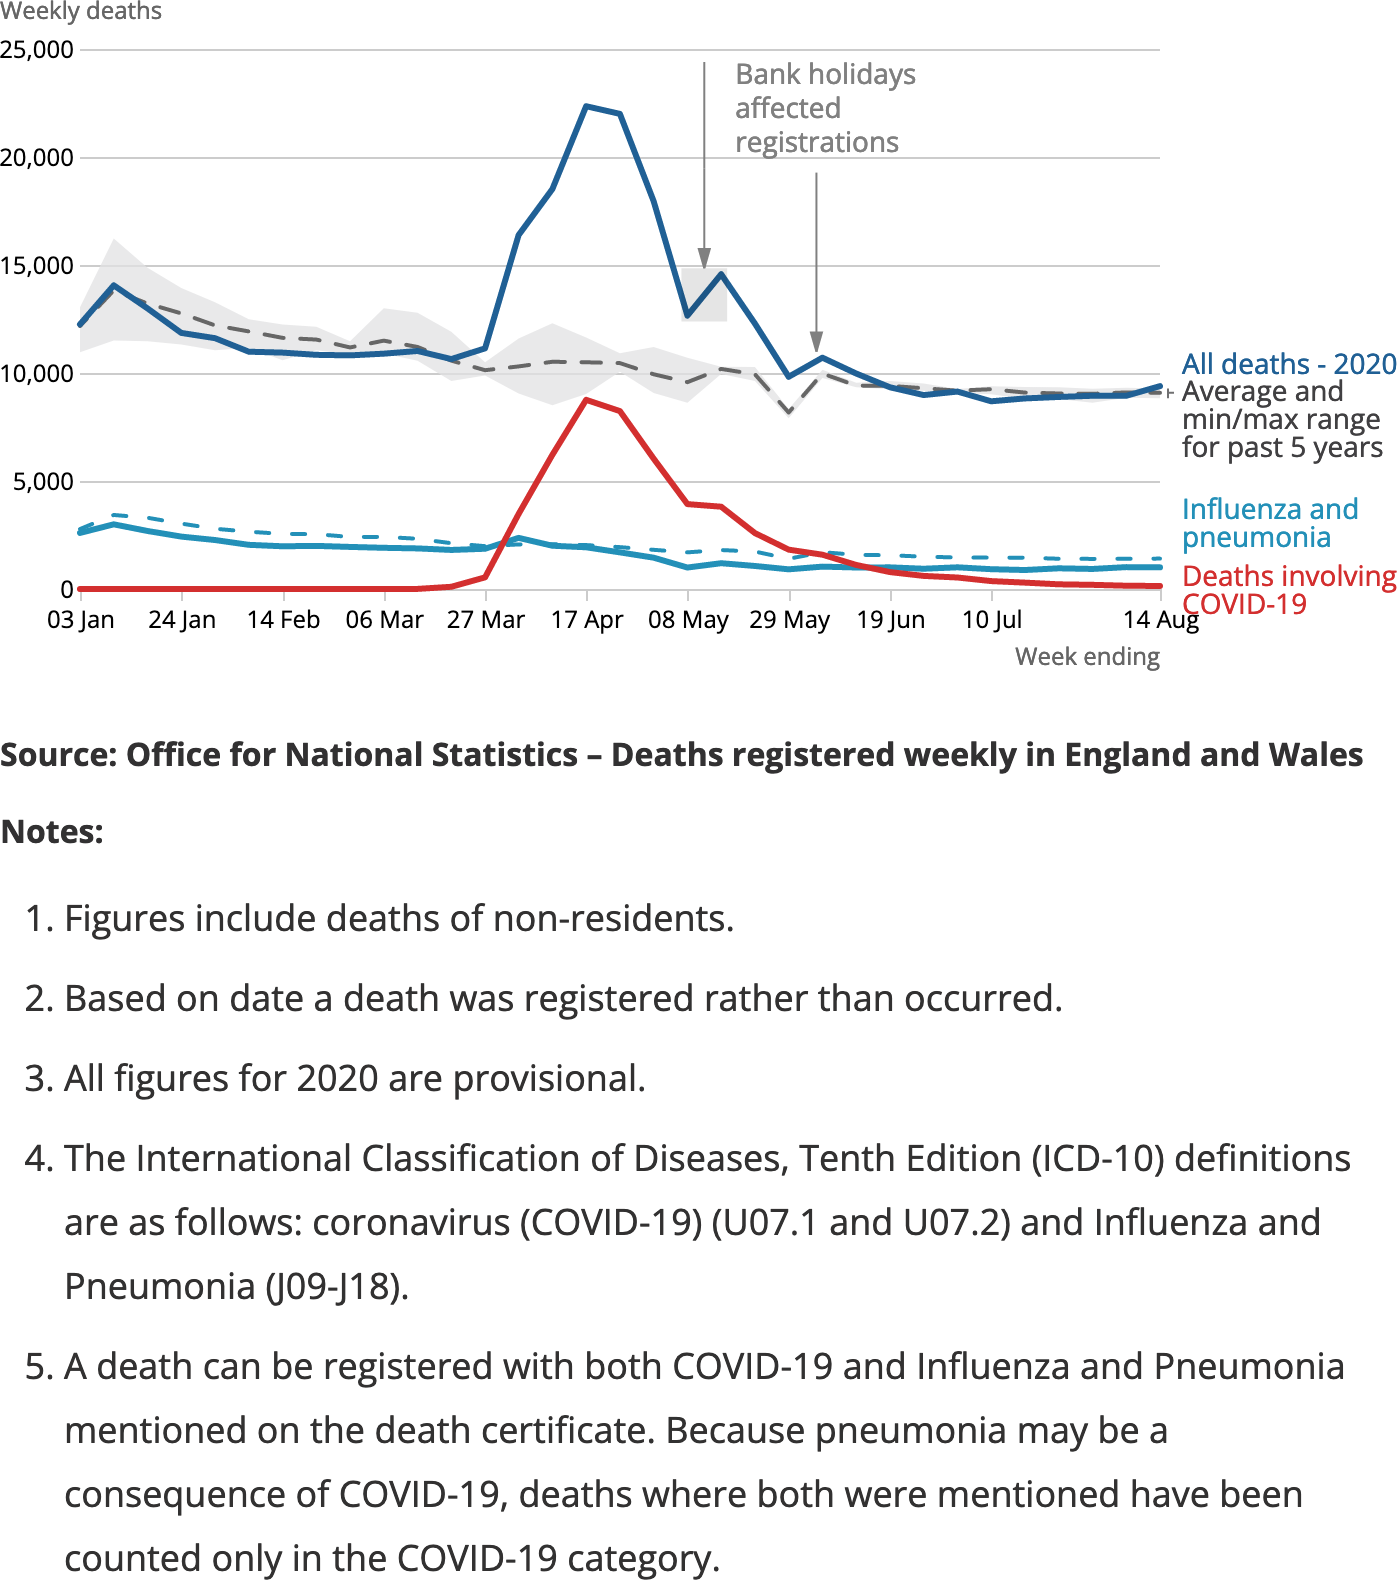 Weekly deaths
25,000
20,000
15,000
10,000
5,000
0
Bank holidays
affected
registrations
All deaths - 2020
Average and
min/max range
for past 5 years
Influenza and
pneumonia
Deaths involving
COVID-19
03 Jan 24 Jan 14 Feb 06 Mar 27 Mar 17 Apr 08 May 29 May 19 Jun 10 Jul 14 Aug
Week ending
Source: Office for National Statistics – Deaths registered weekly in England and Wales
Notes:
1. Figures include deaths of non-residents.
2. Based on date a death was registered rather than occurred.
3. All figures for 2020 are provisional.
4. The International Classification of Diseases, Tenth Edition (ICD-10) definitions
are as follows: coronavirus (COVID-19) (U07.1 and U07.2) and Influenza and
Pneumonia (J09-J18).
5. A death can be registered with both COVID-19 and Influenza and Pneumonia
mentioned on the death certificate. Because pneumonia may be a
consequence of COVID-19, deaths where both were mentioned have been
counted only in the COVID-19 category.